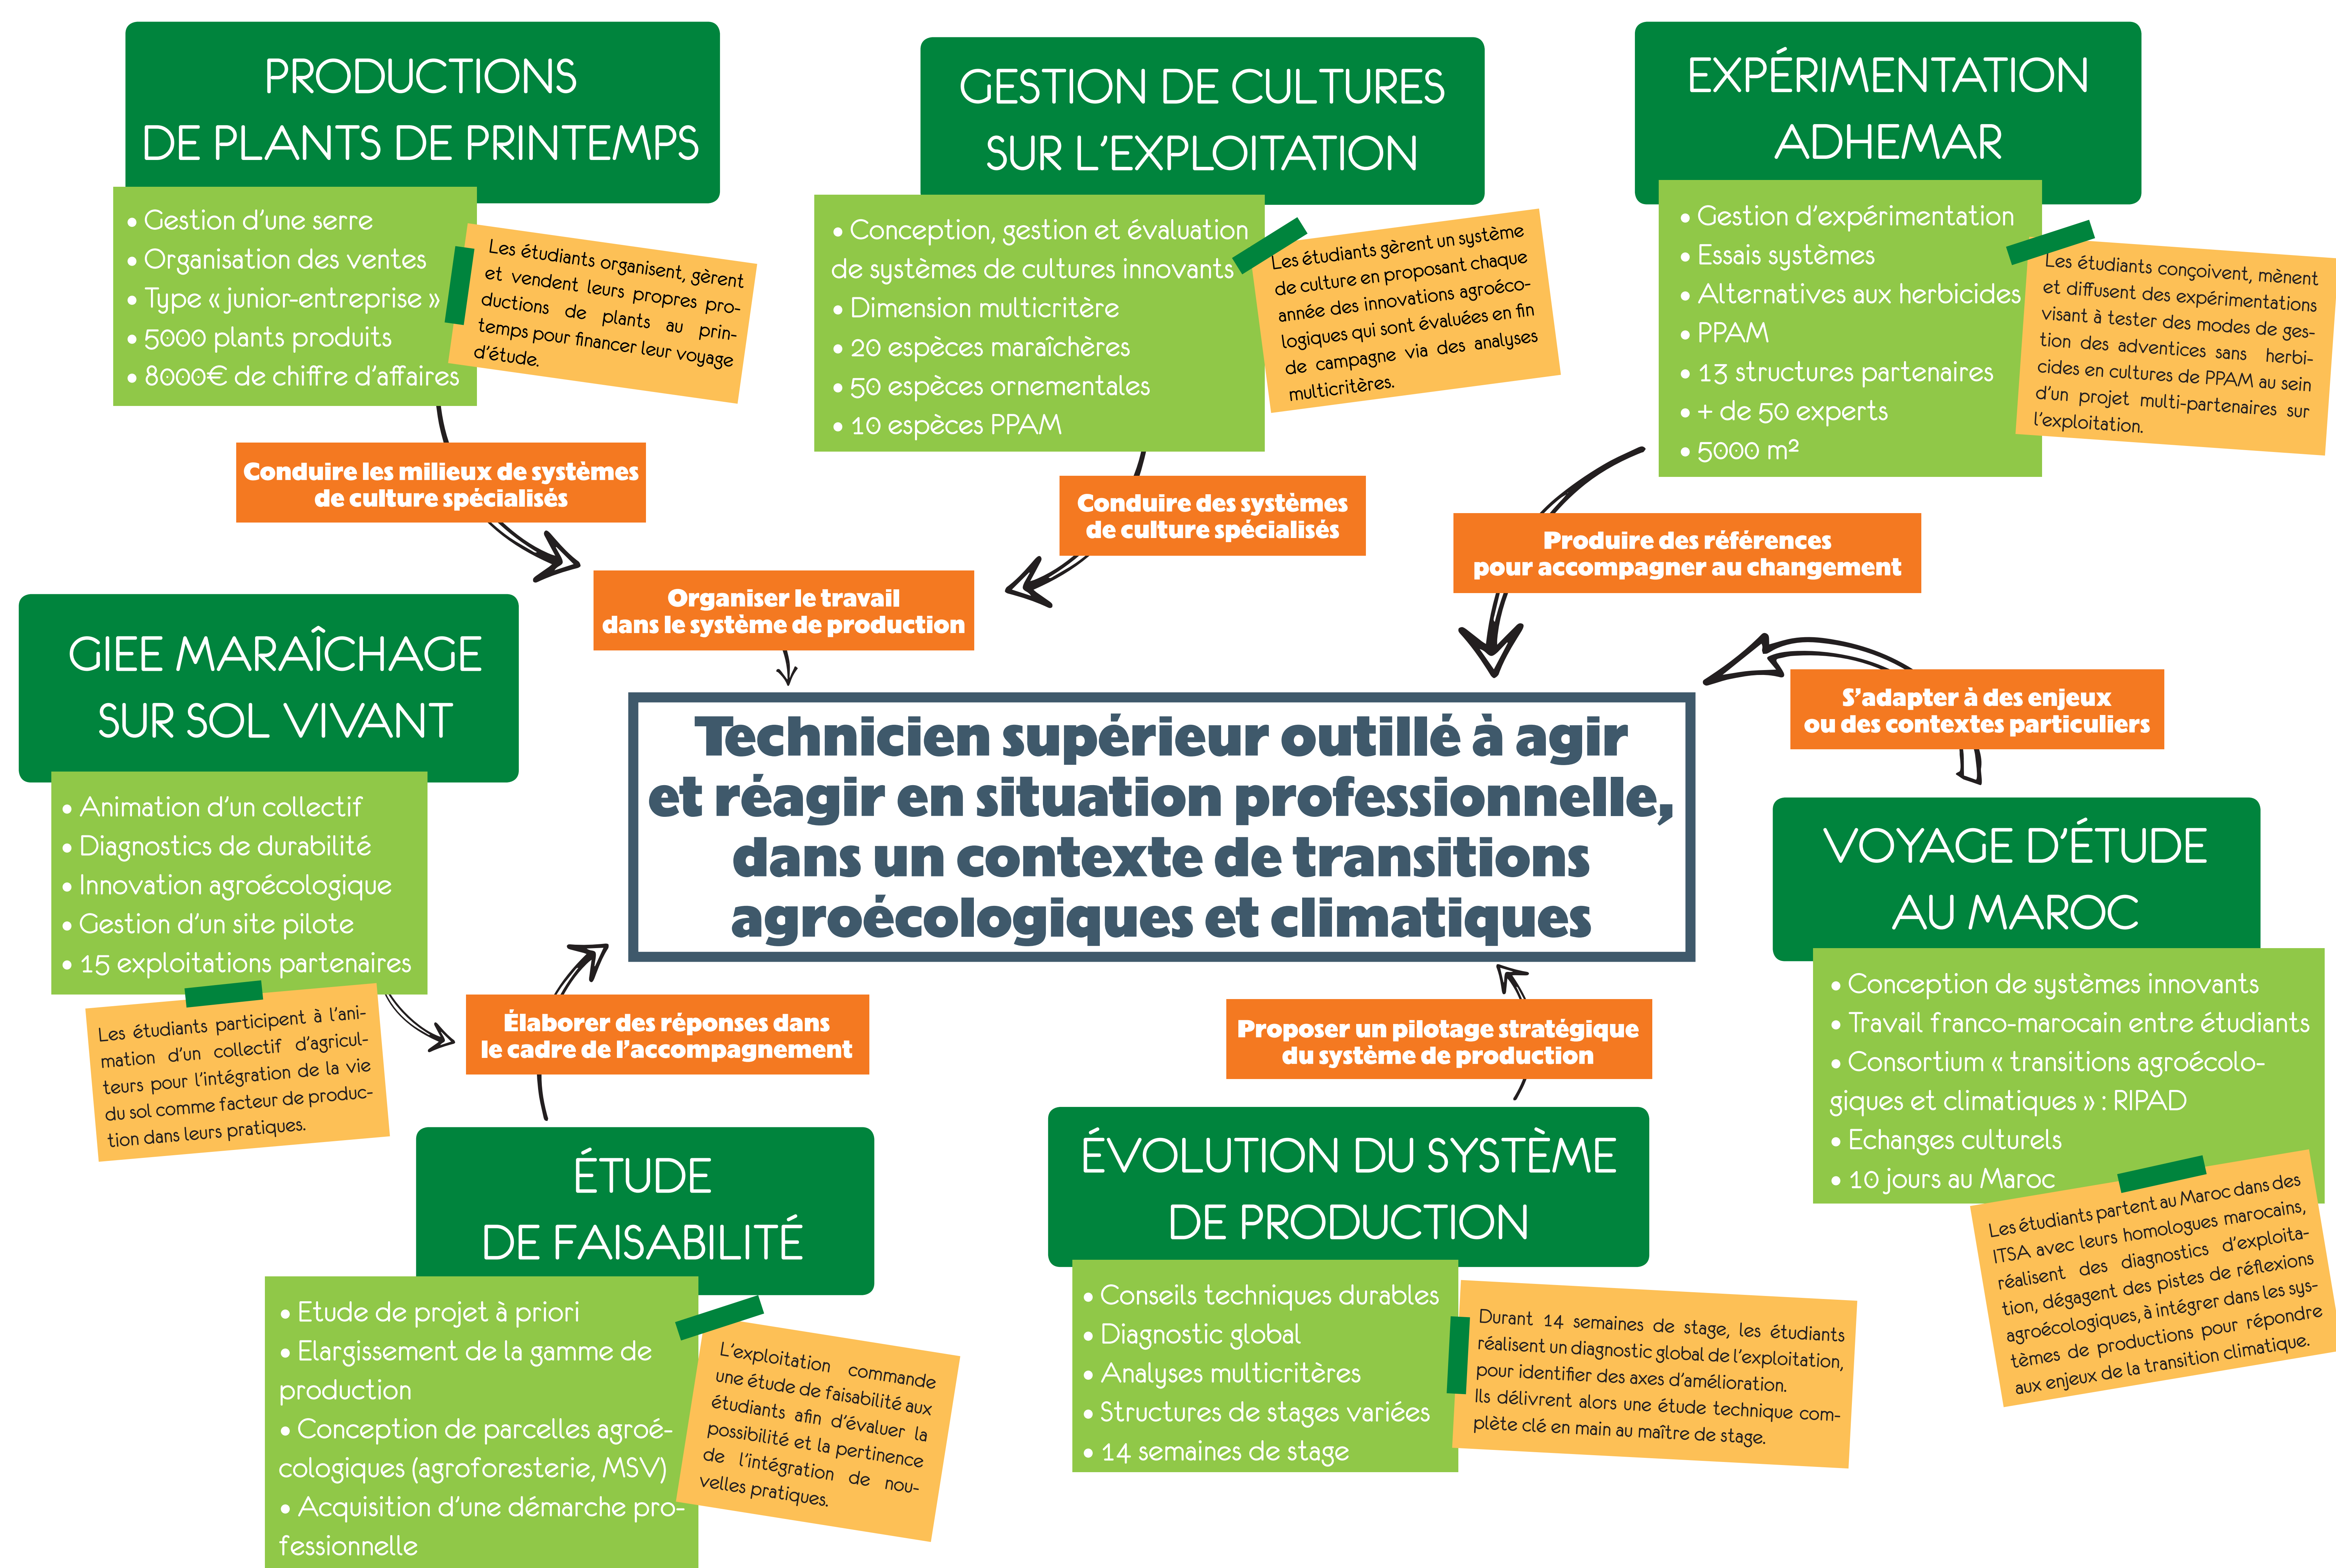 PRODUCTIONS
DE PLANTS DE PRINTEMPS
• Gestion d'une serre
• Organisation des ventes
• Type « junior-entreprise »
• 5000 plants produits
• 8000€ de chiffre d'affaires
Les étudiants organisent, gèrent
et vendent leurs propres pro-
ductions de plants au prin-
temps pour financer leur voyage
d'étude.
Conduire les milieux de systèmes
de culture spécialisés
GESTION DE CULTURES
SUR L'EXPLOITATION
• Conception, gestion et évaluation
de systèmes de cultures innovants
• Dimension multicritère
• 20 espèces maraîchères
• 50 espèces ornementales
• 10 espèces PPAM
Les étudiants gèrent un système
de culture en proposant chaque
année des innovations agroéco-
logiques qui sont évaluées en fin
de campagne via des analyses
multicritères.
Conduire des systèmes
de culture spécialisés
Organiser le travail
dans le système de production
EXPÉRIMENTATION
ADHEMAR
• Gestion d'expérimentation
• Essais systèmes
• Alternatives aux herbicides
• PPAM
• 13 structures partenaires
• + de 50 experts
• 5000 m²
Les étudiants conçoivent, mènent
et diffusent des expérimentations
visant à tester des modes de ges-
tion des adventices sans herbi-
cides en cultures de PPAM au sein
d'un projet multi-partenaires sur
l'exploitation.
Produire des références
pour accompagner au changement
GIEE MARAÎCHAGE
SUR SOL VIVANT
• Animation d'un collectif
• Diagnostics de durabilité
• Innovation agroécologique
• Gestion d'un site pilote
• 15 exploitations partenaires
Les étudiants participent à l'ani-
mation d'un collectif d'agricul-
teurs pour l'intégration de la vie
du sol comme facteur de produc-
tion dans leurs pratiques.
Technicien supérieur outillé à agir
et réagir en situation professionnelle,
dans un contexte de transitions
agroécologiques et climatiques
S'adapter à des enjeux
ou des contextes particuliers
VOYAGE D'ÉTUDE
AU MAROC
• Conception de systèmes innovants
• Travail franco-marocain entre étudiants
• Consortium « transitions agroécolo-
giques et climatiques » : RIPAD
• Echanges culturels
• 10 jours au Maroc
Les étudiants partent au Maroc dans des
ITSA avec leurs homologues marocains,
réalisent des diagnostics d'exploita-
tion, dégagent des pistes de réflexions
agroécologiques, à intégrer dans les sys-
tèmes de productions pour répondre
aux enjeux de la transition climatique.
Élaborer des réponses dans
le cadre de l'accompagnement
ÉTUDE
DE FAISABILITÉ
• Etude de projet à priori
• Elargissement de la gamme de
production
• Conception de parcelles agroé-
cologiques (agroforesterie, MSV)
• Acquisition d'une démarche pro-
fessionnelle
L'exploitation commande
une étude de faisabilité aux
étudiants afin d'évaluer la
possibilité et la pertinence
de l'intégration de nou-
velles pratiques.
Proposer un pilotage stratégique
du système de production
ÉVOLUTION DU SYSTÈME
DE PRODUCTION
• Conseils techniques durables
• Diagnostic global
• Analyses multicritères
• Structures de stages variées
• 14 semaines de stage
Durant 14 semaines de stage, les étudiants
réalisent un diagnostic global de l'exploitation,
pour identifier des axes d'amélioration.
Ils délivrent alors une étude technique com-
plète clé en main au maître de stage.